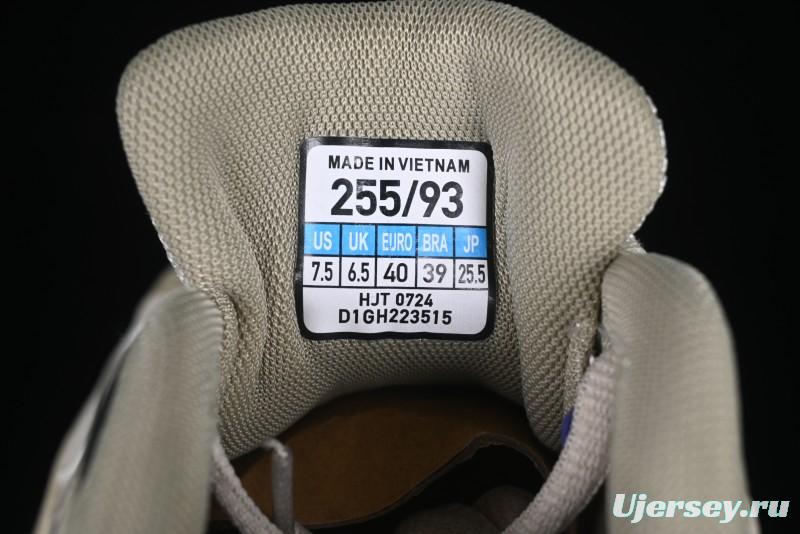 MADE IN VIETNAM
255/93
US UK EURO BRA JP
7.5 6.5 40 39 25.5
HJT 0724
D1GH223515
Ujersey.ru